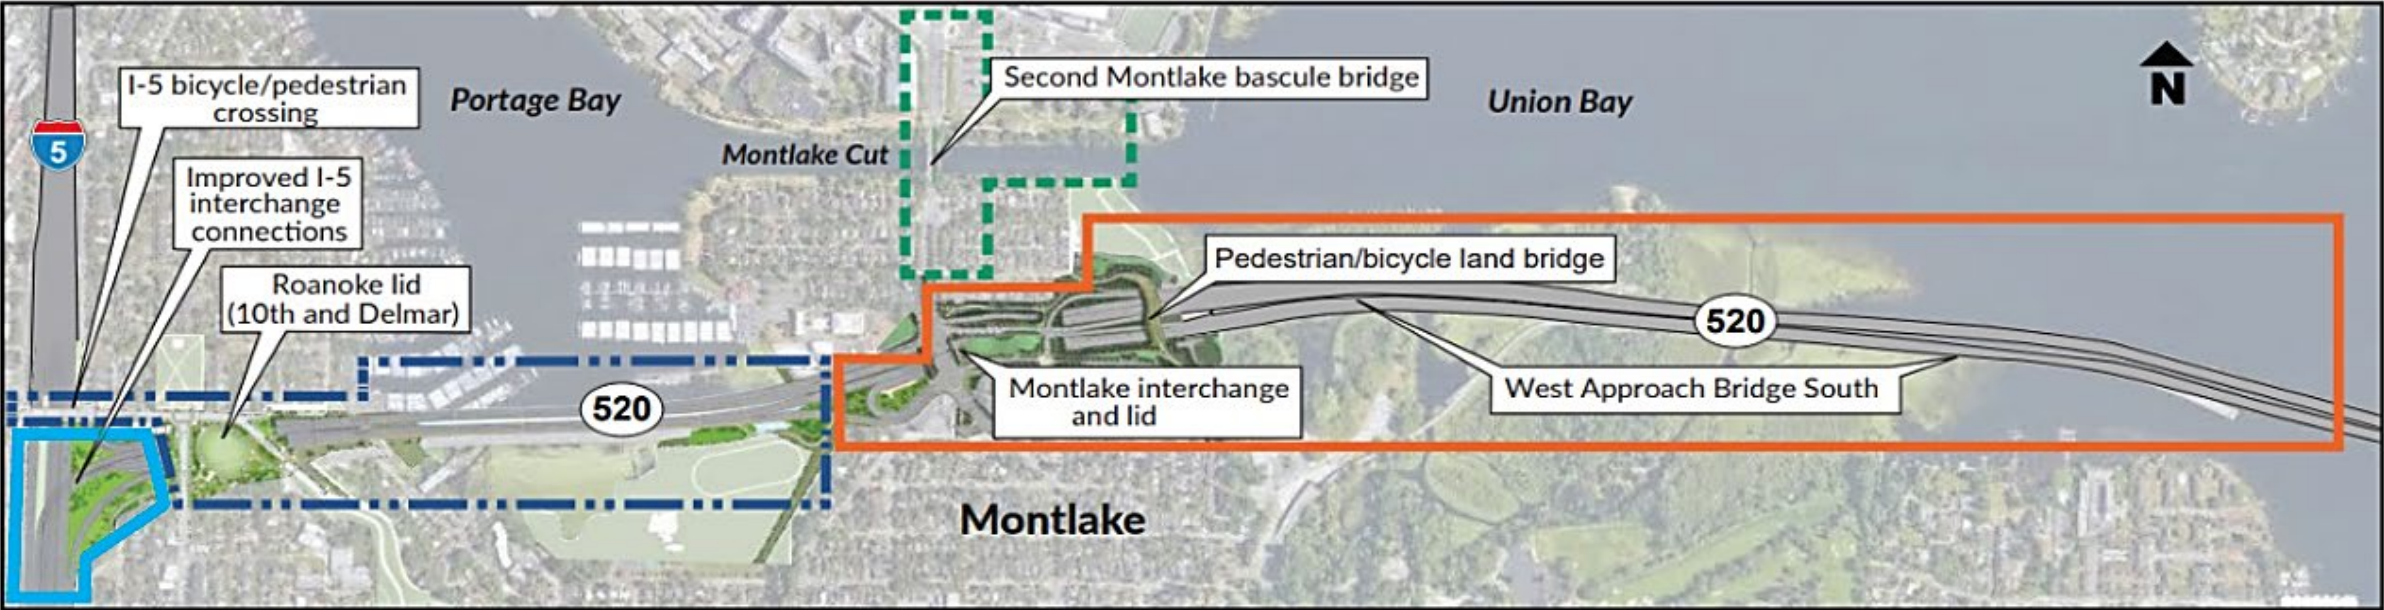 I-5 bicycle/pedestrian
crossing
5
Improved I-5
interchange
connections
Roanoke lid
(10th and Delmar)
Portage Bay
Montlake Cut
Second Montlake bascule bridge
Union Bay
N
Pedestrian/bicycle land bridge
520
Montlake interchange
and lid
West Approach Bridge South
520
Montlake